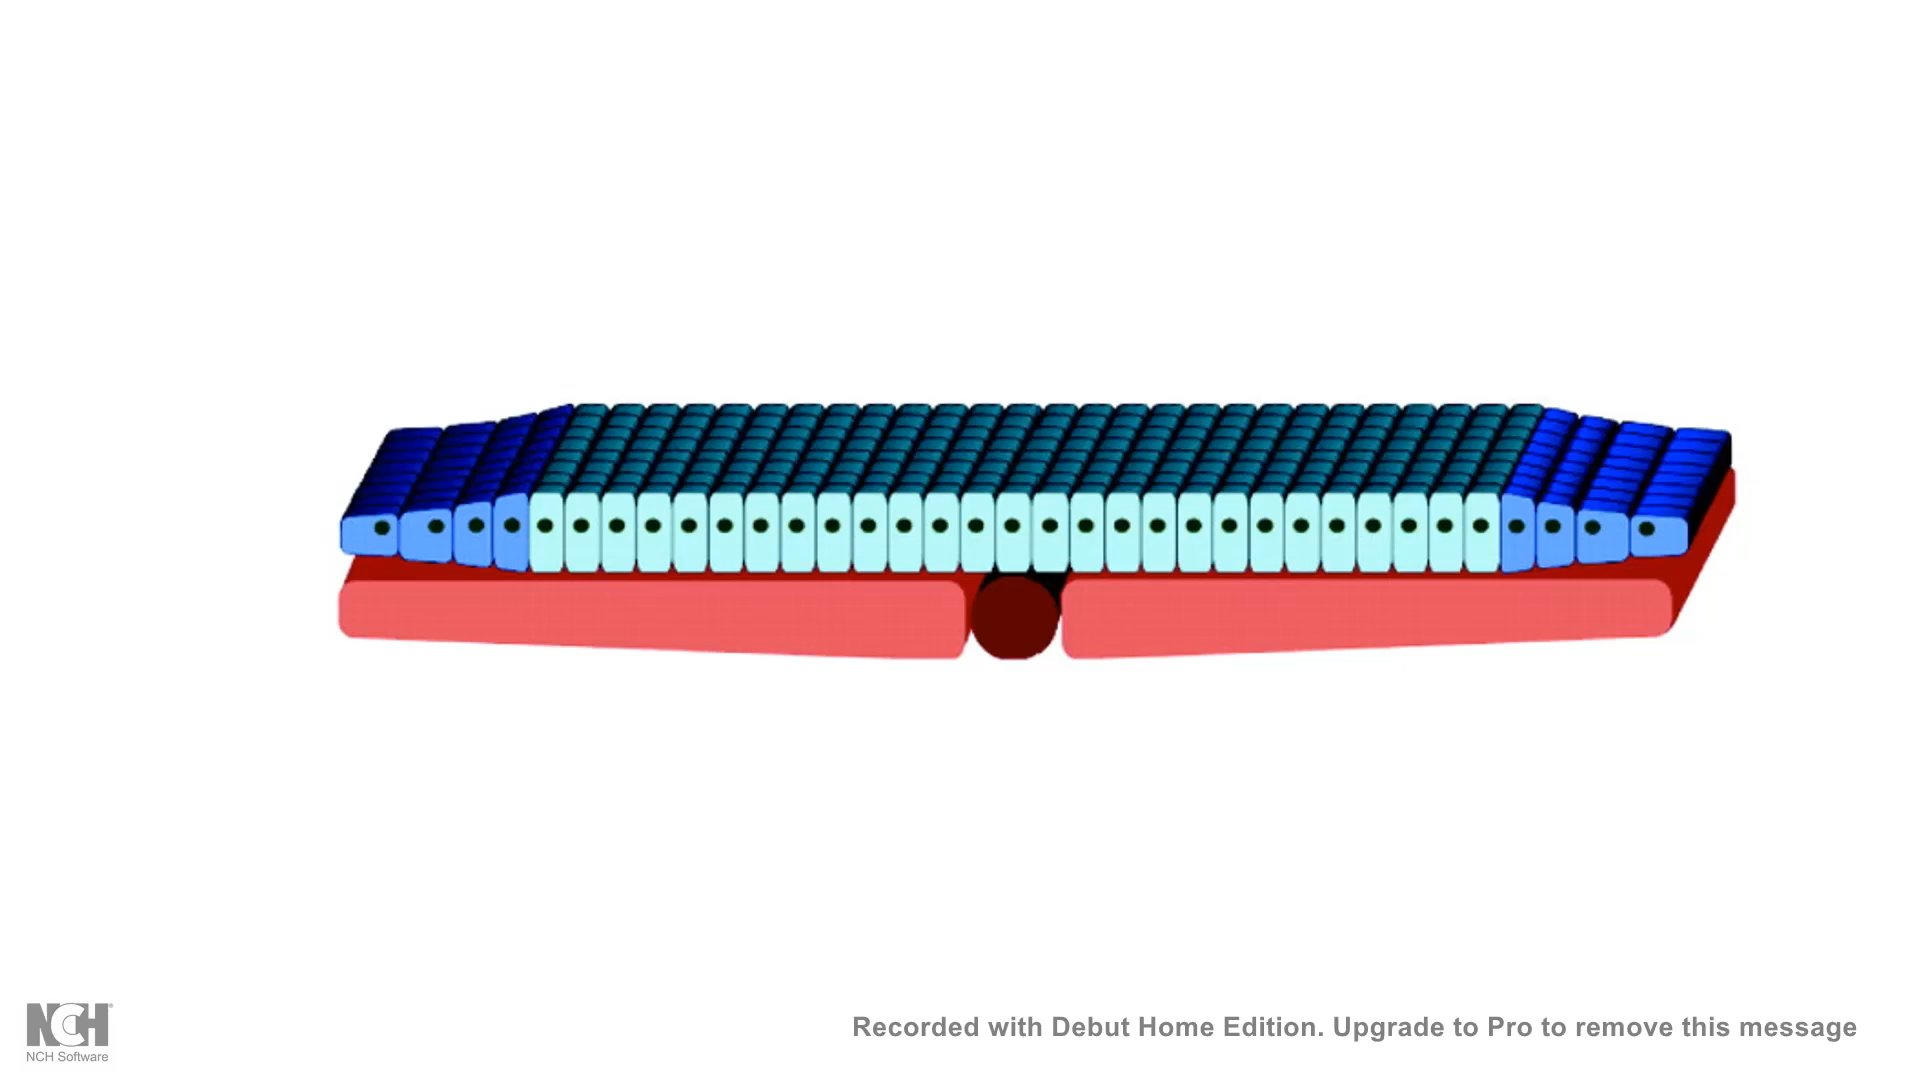 NCH
NCH Software
Recorded with Debut Home Edition. Upgrade to Pro to remove this message